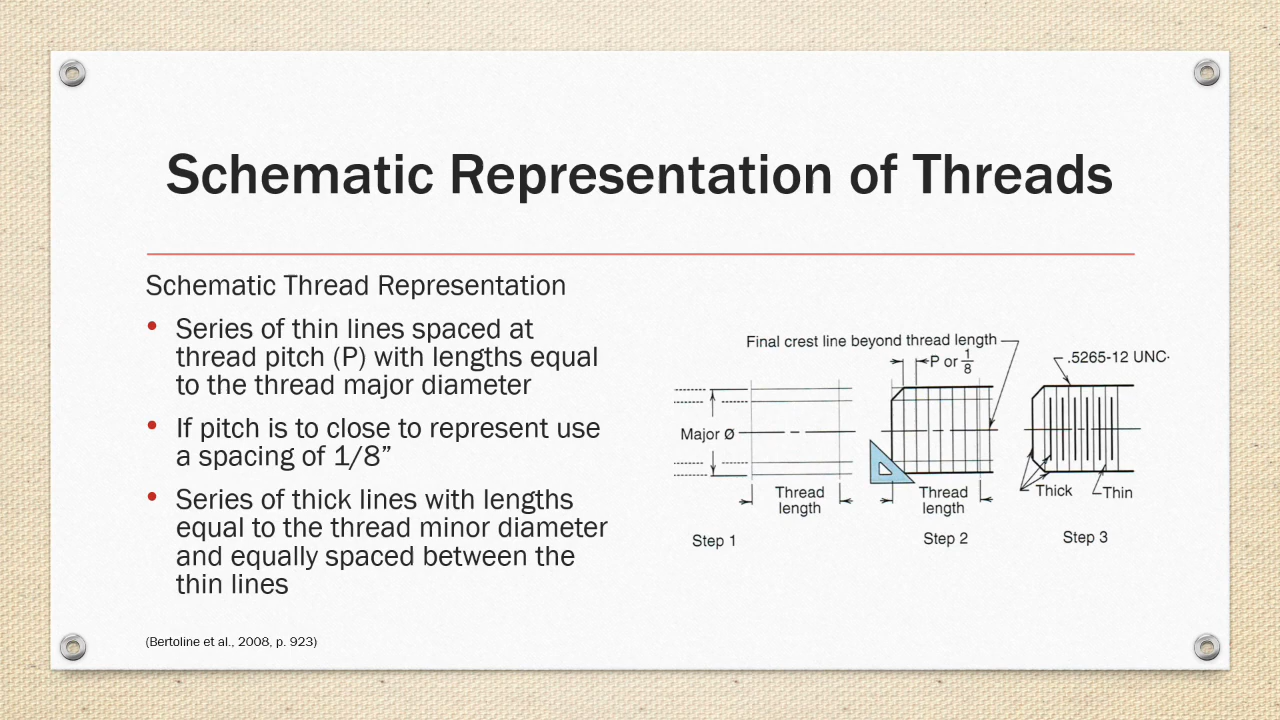 Schematic Representation of Threads
Schematic Thread Representation
• Series of thin lines spaced at
thread pitch (P) with lengths equal
to the thread major diameter
• If pitch is to close to represent use
a spacing of 1/8”
• Series of thick lines with lengths
equal to the thread minor diameter
and equally spaced between the
thin lines
(Bertoline et al., 2008, p. 923)
Final crest line beyond thread length
P or 1/8
.5265-12 UNC-
Major Ø
Thread
length
Thread
length
Thick
Thin
Step 1
Step 2
Step 3